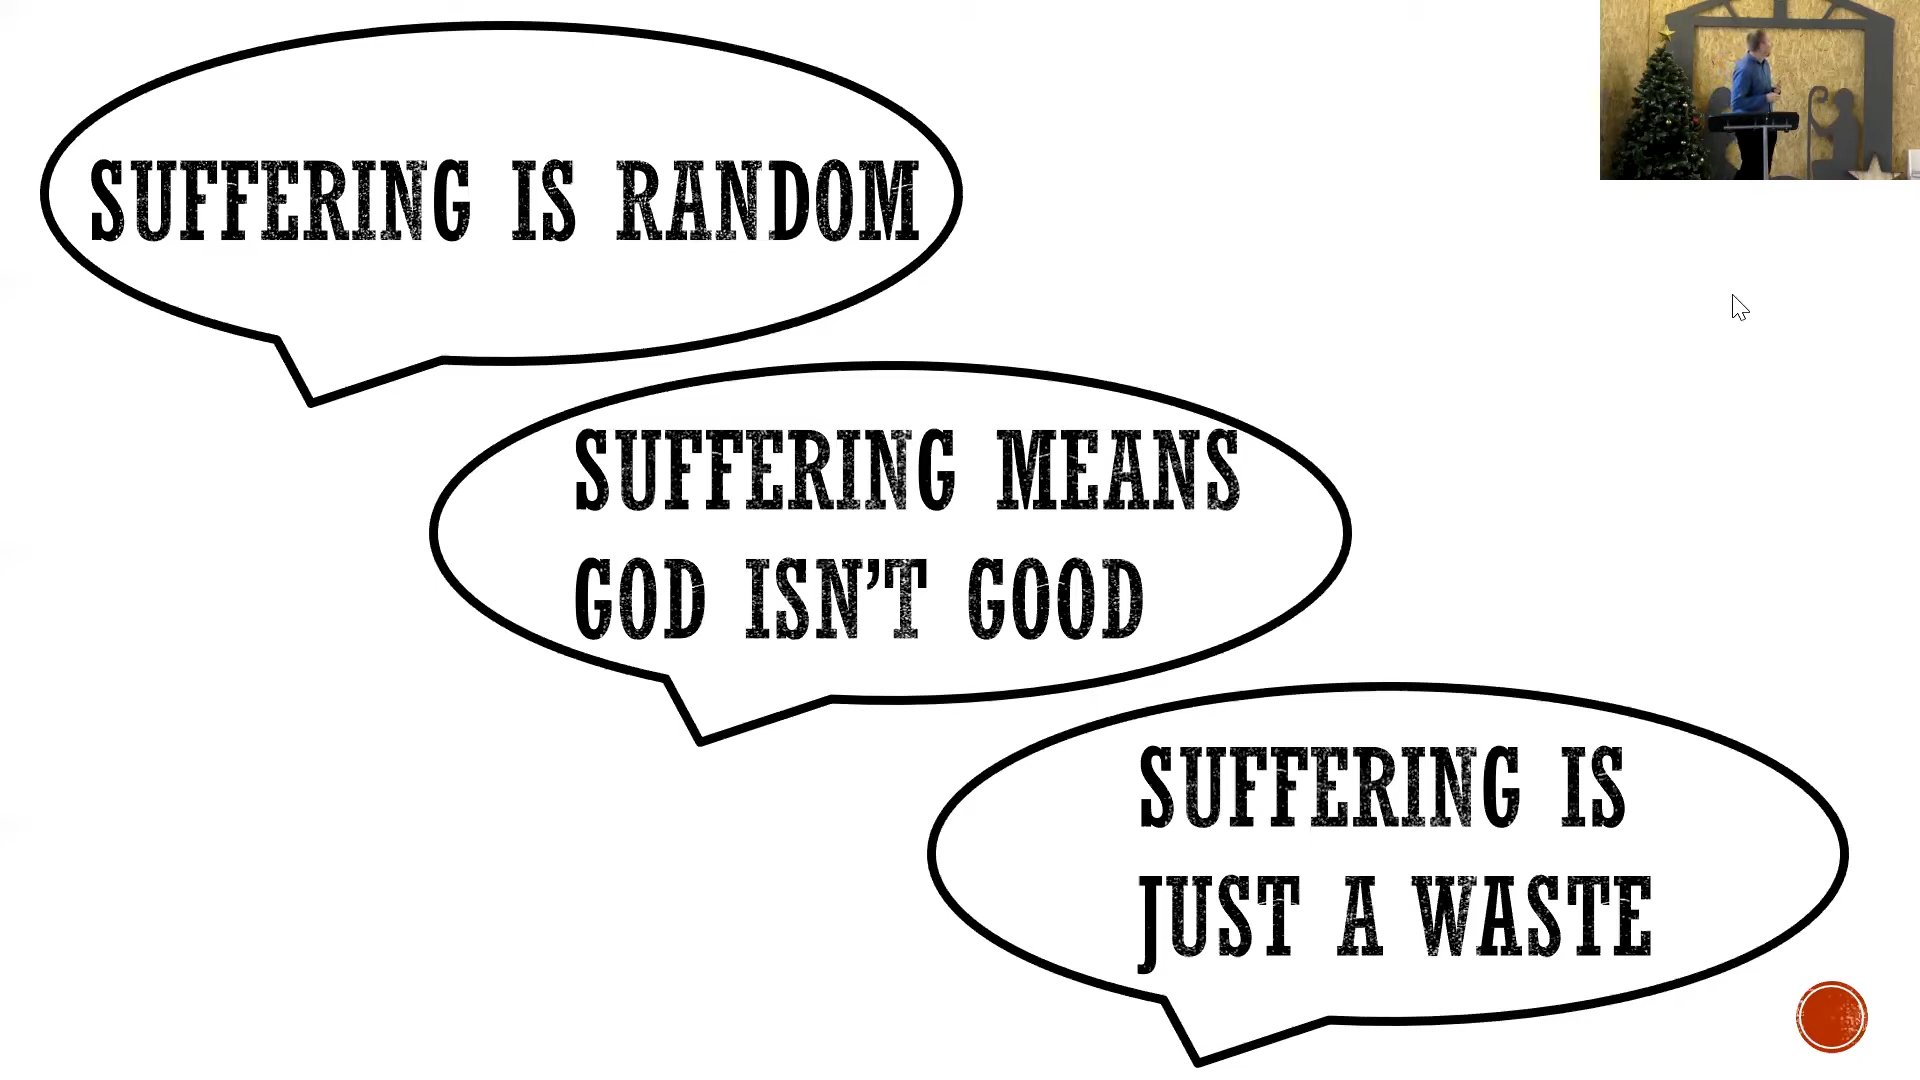 SUFFERING IS RANDOM
SUFFERING MEANS
GOD ISN’T GOOD
SUFFERING IS
JUST A WASTE